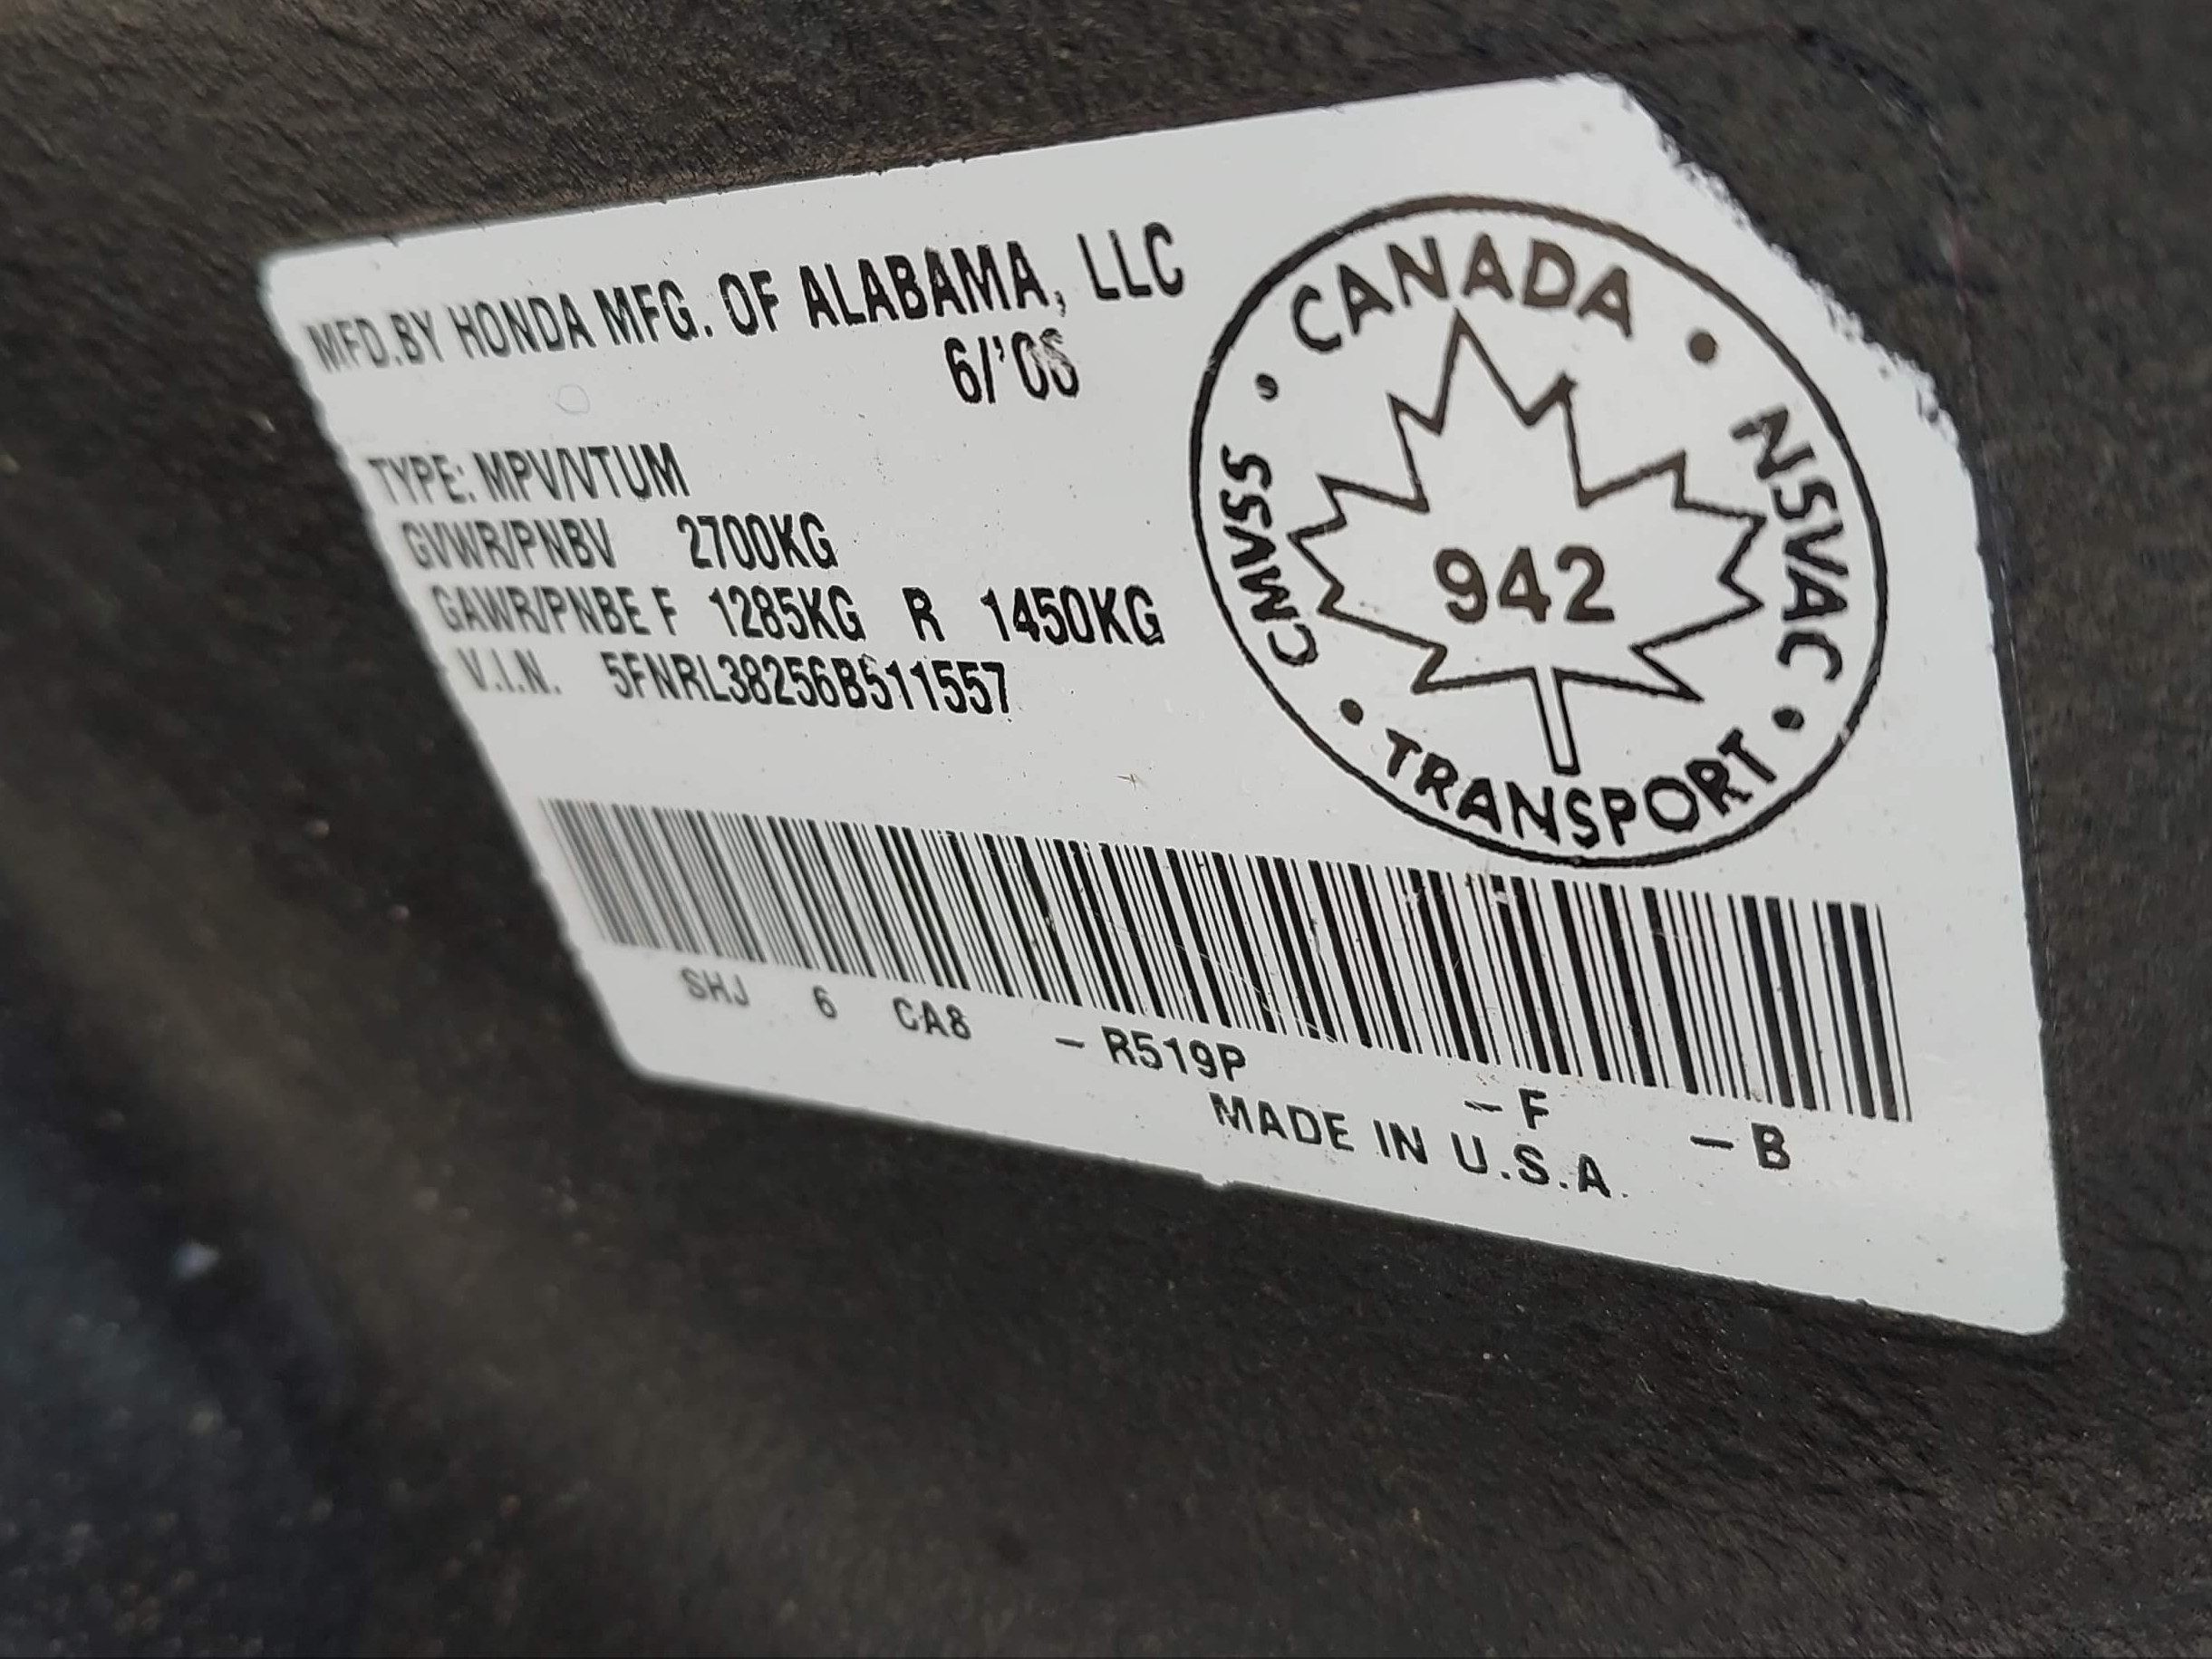 MFD.BY HONDA MFG. OF ALABAMA, LLC
6/'06
TYPE: MPV/VTUM
GVWR/PNBV 2700KG
GAWR/PNBE F 1285KG R 1450KG
V.I.N. 5FNRL38256B511557
CANADA • NSVAC • TRANSPORT • CMVSS •
942
SHJ 6 CA8 – R519P – F – B
MADE IN U.S.A.